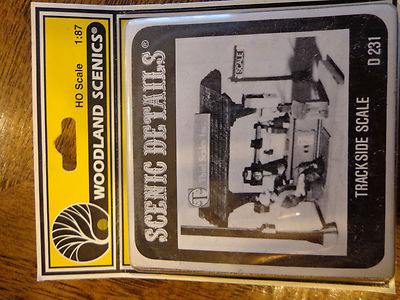 HO Scale 1:87
WOODLAND SCENICS®
SCENIC DETAILS®
SCALE
TRACKSIDE SCALE D 231